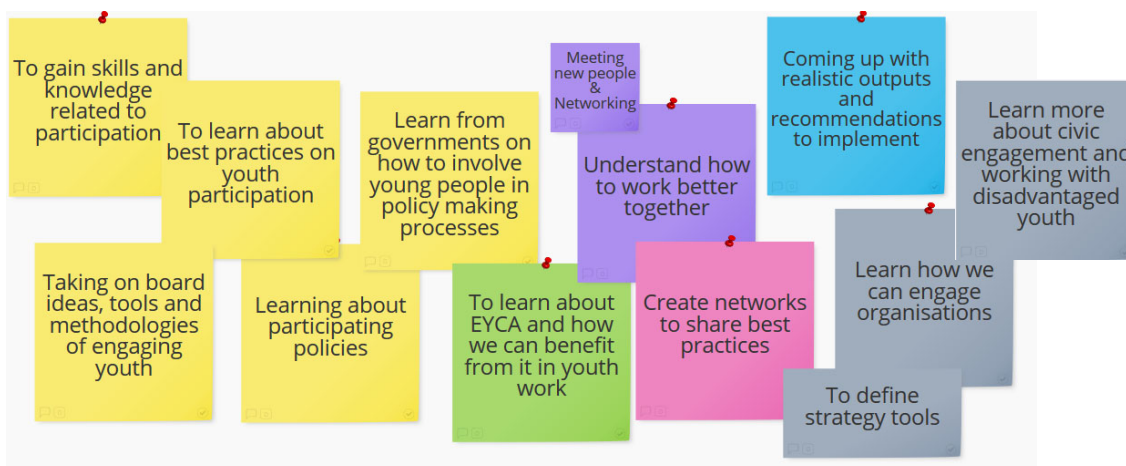 To gain skills and
knowledge
related to
participation
To learn about
best practices on
youth
participation
Learn from
governments on
how to involve
young people in
policy making
processes
Meeting
new people
&
Networking
Understand how
to work better
together
Coming up with
realistic outputs
and
recommendations
to implement
Learn more
about civic
engagement and
working with
disadvantaged
youth
Taking on board
ideas, tools and
methodologies
of engaging
youth
Learning about
participating
policies
To learn about
EYCA and how
we can benefit
from it in youth
work
Create networks
to share best
practices
Learn how we
can engage
organisations
To define
strategy tools